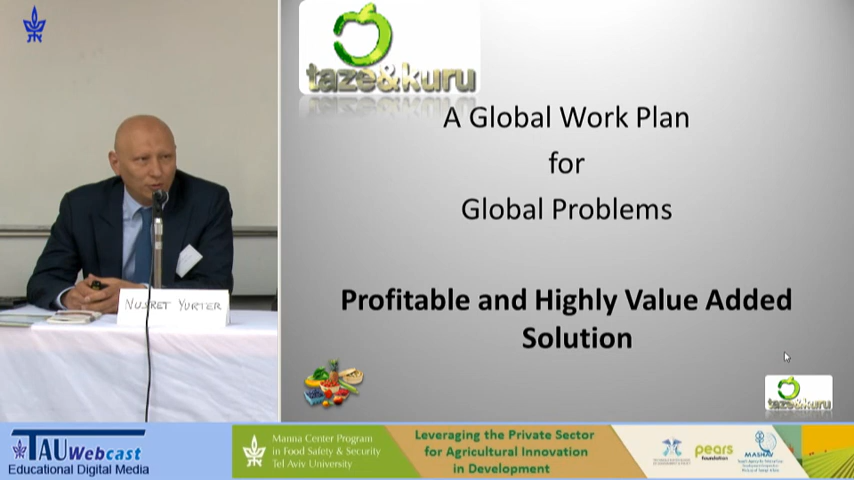 taze&kuru
A Global Work Plan
for
Global Problems
Profitable and Highly Value Added
Solution
NUSRET YURTER
taze&kuru
TAU Webcast
Educational Digital Media
Manna Center Program
in Food Safety & Security
Tel Aviv University
Leveraging the Private Sector
for Agricultural Innovation
in Development
pears
foundation
MASHAV